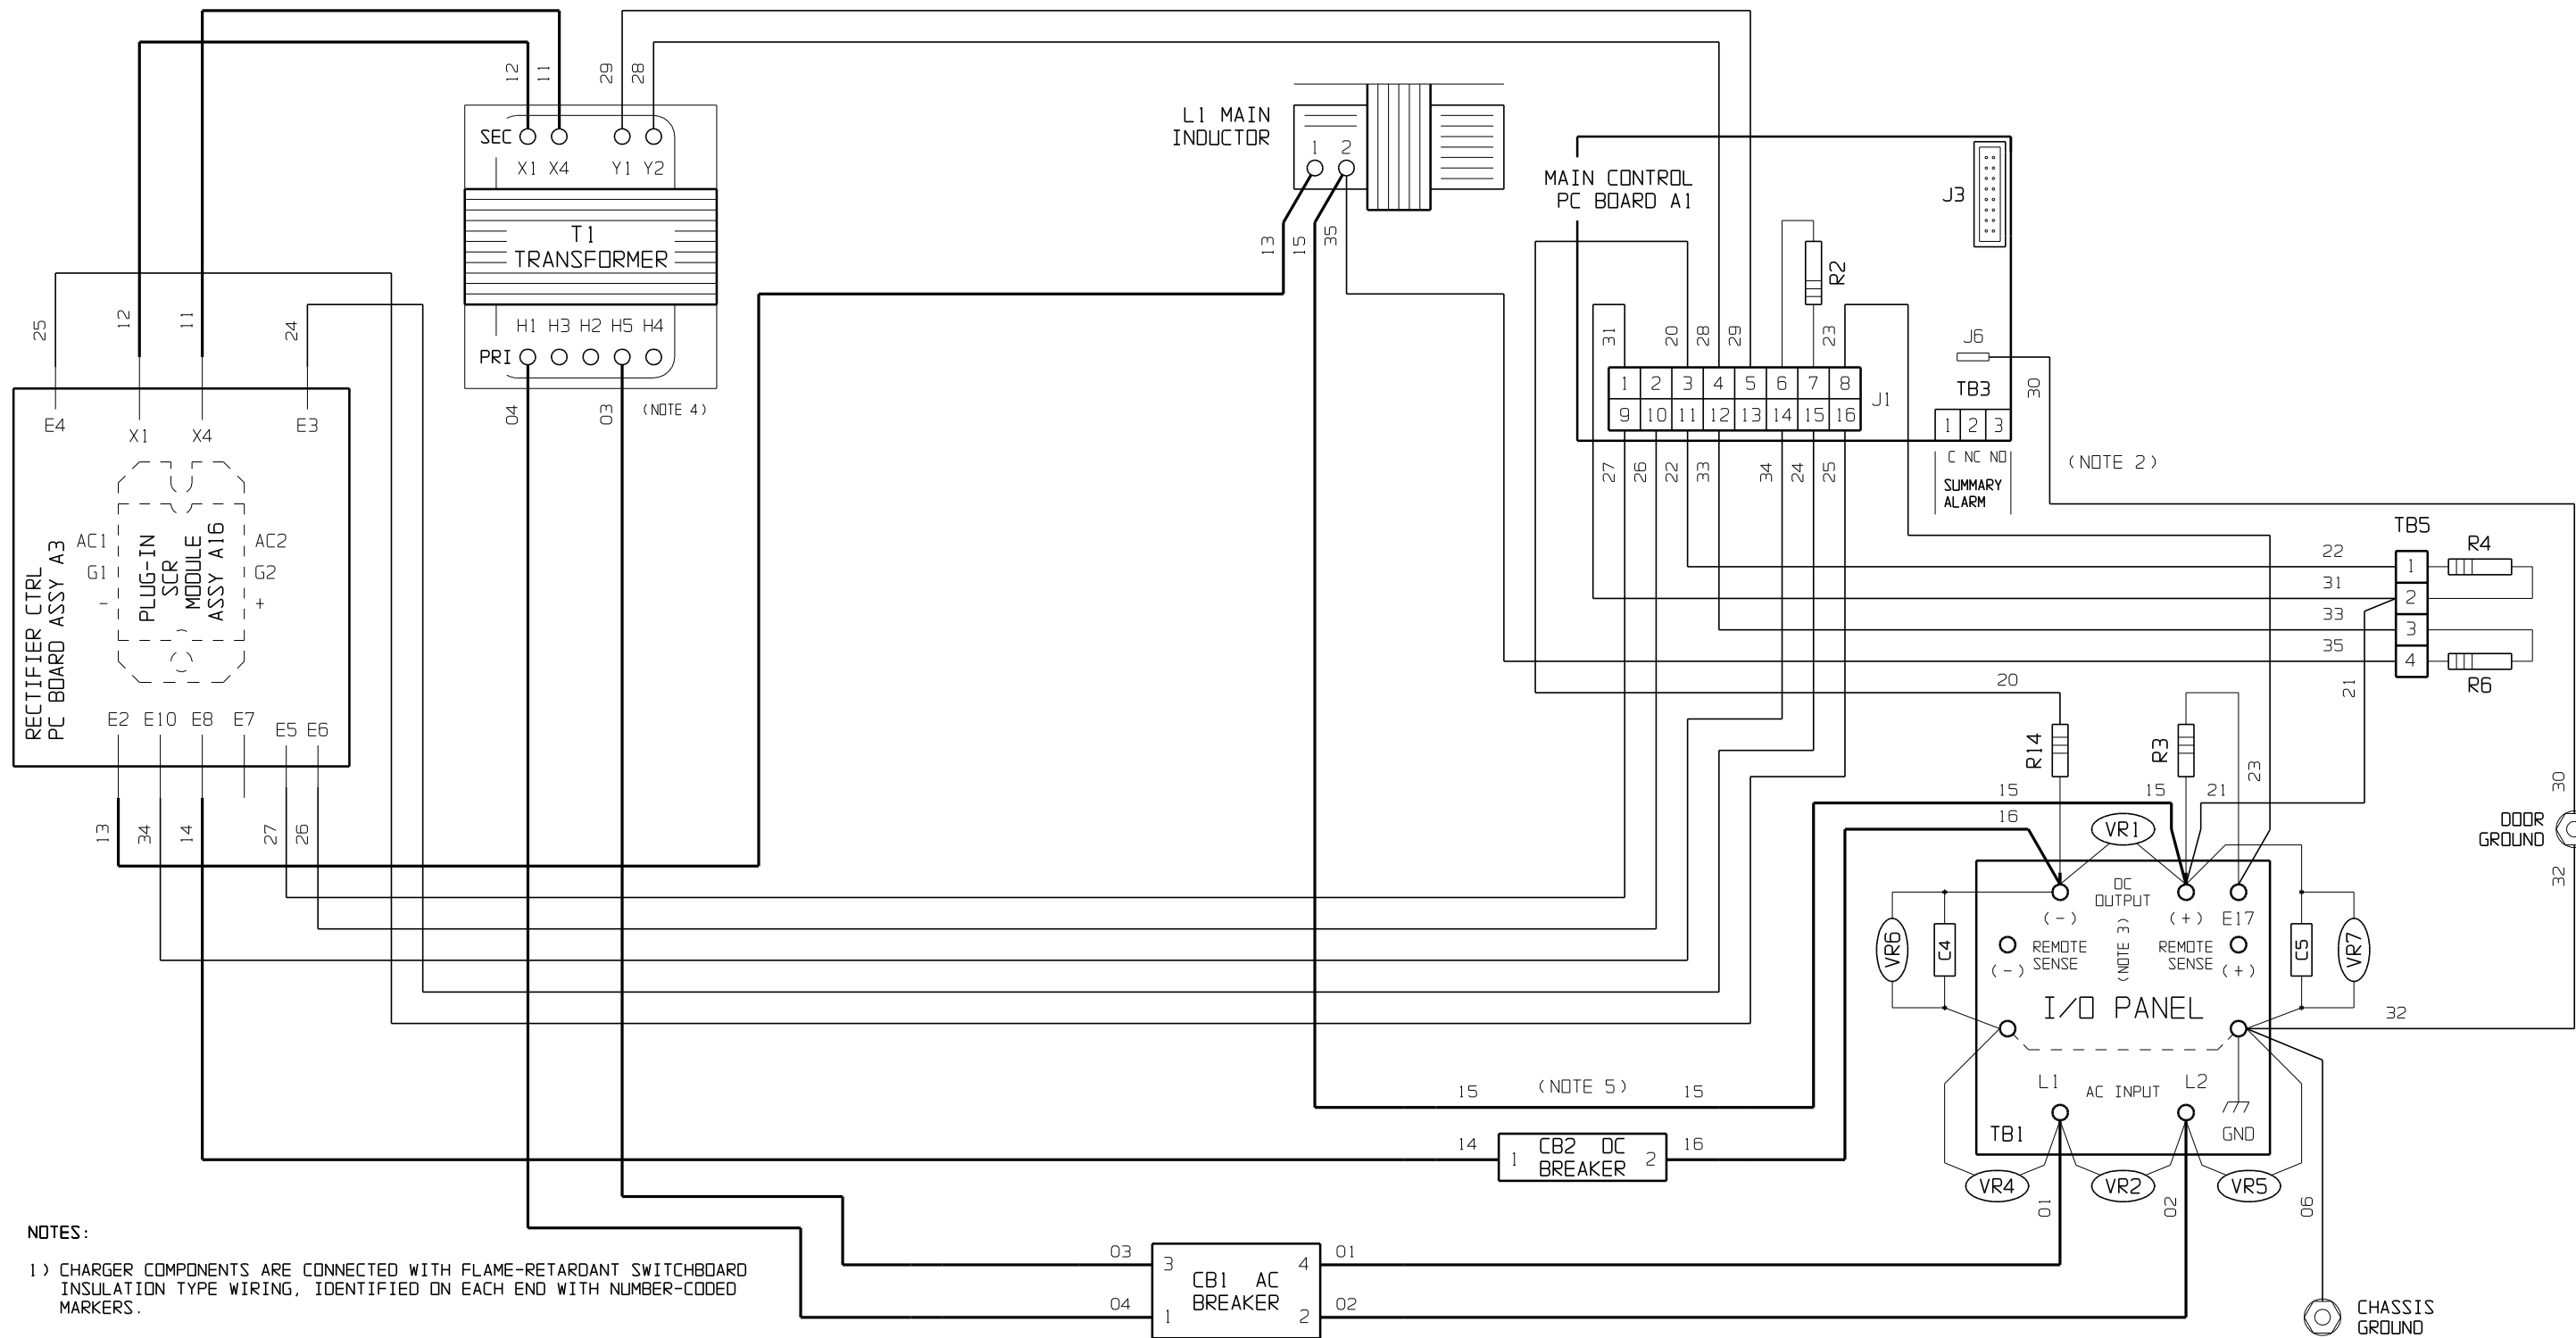 12
11
29
28
SEC
X1 X4 Y1 Y2
T1
TRANSFORMER
H1 H3 H2 H5 H4
PRI
04
03
(NOTE 4)
L1 MAIN
INDUCTOR
1 2
13
15
35
MAIN CONTROL
PC BOARD A1
J3
R2
31
20
28
29
23
1 2 3 4 5 6 7 8
9 10 11 12 13 14 15 16
J1
J6
TB3
1 2 3
C NC NO
SUMMARY
ALARM
30
(NOTE 2)
27
26
22
33
34
24
25
25
12
11
24
E4
X1
X4
E3
RECTIFIER CTRL
PC BOARD ASSY A3
AC1
G1
-
PLUG-IN
SCR
MODULE
ASSY A16
AC2
G2
+
E2 E10 E8 E7 E5 E6
13
34
14
27
26
TB5
22
31
33
35
1
2
3
4
R4
R6
20
21
R14
R3
23
15
16
15
21
30
DOOR
GROUND
32
VR1
DC
OUTPUT
(-)
(+)
E17
(NOTE 3)
REMOTE
SENSE
(-)
REMOTE
SENSE
(+)
VR6
C4
C5
VR7
I/O PANEL
32
L1
AC INPUT
L2
TB1
GND
VR4
VR2
VR5
01
02
06
15
(NOTE 5)
15
14
1
CB2 DC
BREAKER
2
16
03
3
4
01
CB1 AC
BREAKER
04
1
2
02
CHASSIS
GROUND
NOTES:
1) CHARGER COMPONENTS ARE CONNECTED WITH FLAME-RETARDANT SWITCHBOARD
INSULATION TYPE WIRING, IDENTIFIED ON EACH END WITH NUMBER-CODED
MARKERS.